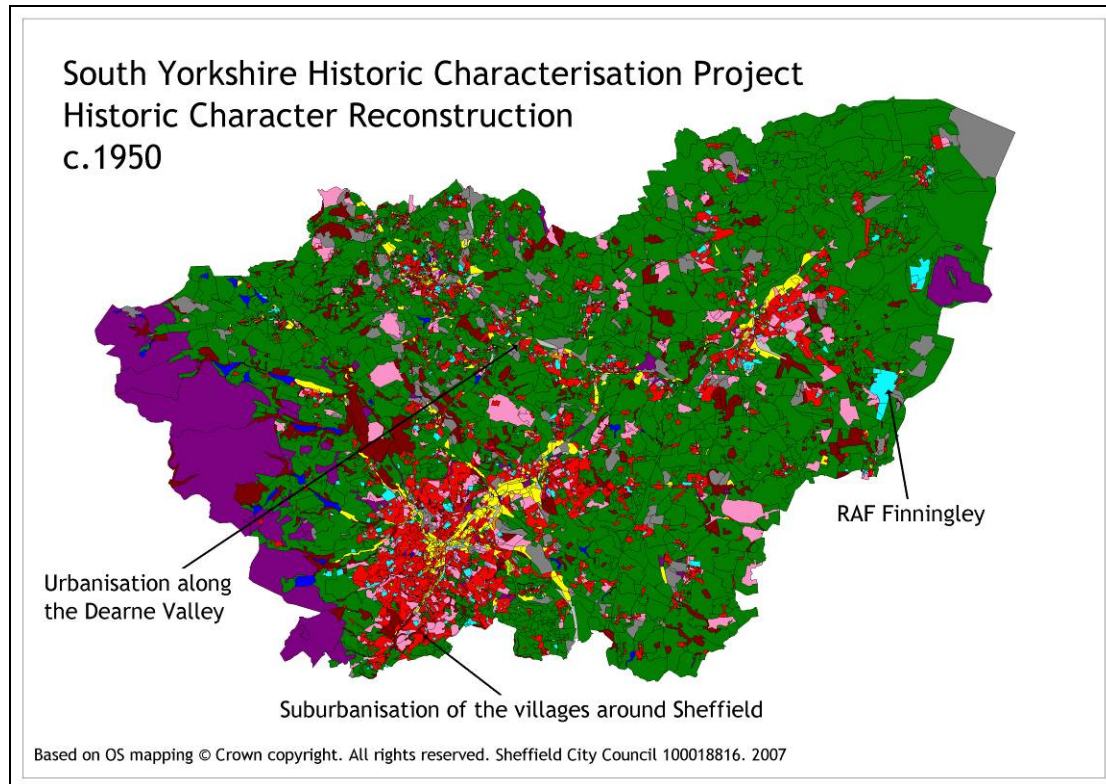 South Yorkshire Historic Characterisation Project
Historic Character Reconstruction
c.1950
RAF Finningley
Urbanisation along
the Dearne Valley
Suburbanisation of the villages around Sheffield
Based on OS mapping © Crown copyright. All rights reserved. Sheffield City Council 100018816. 2007